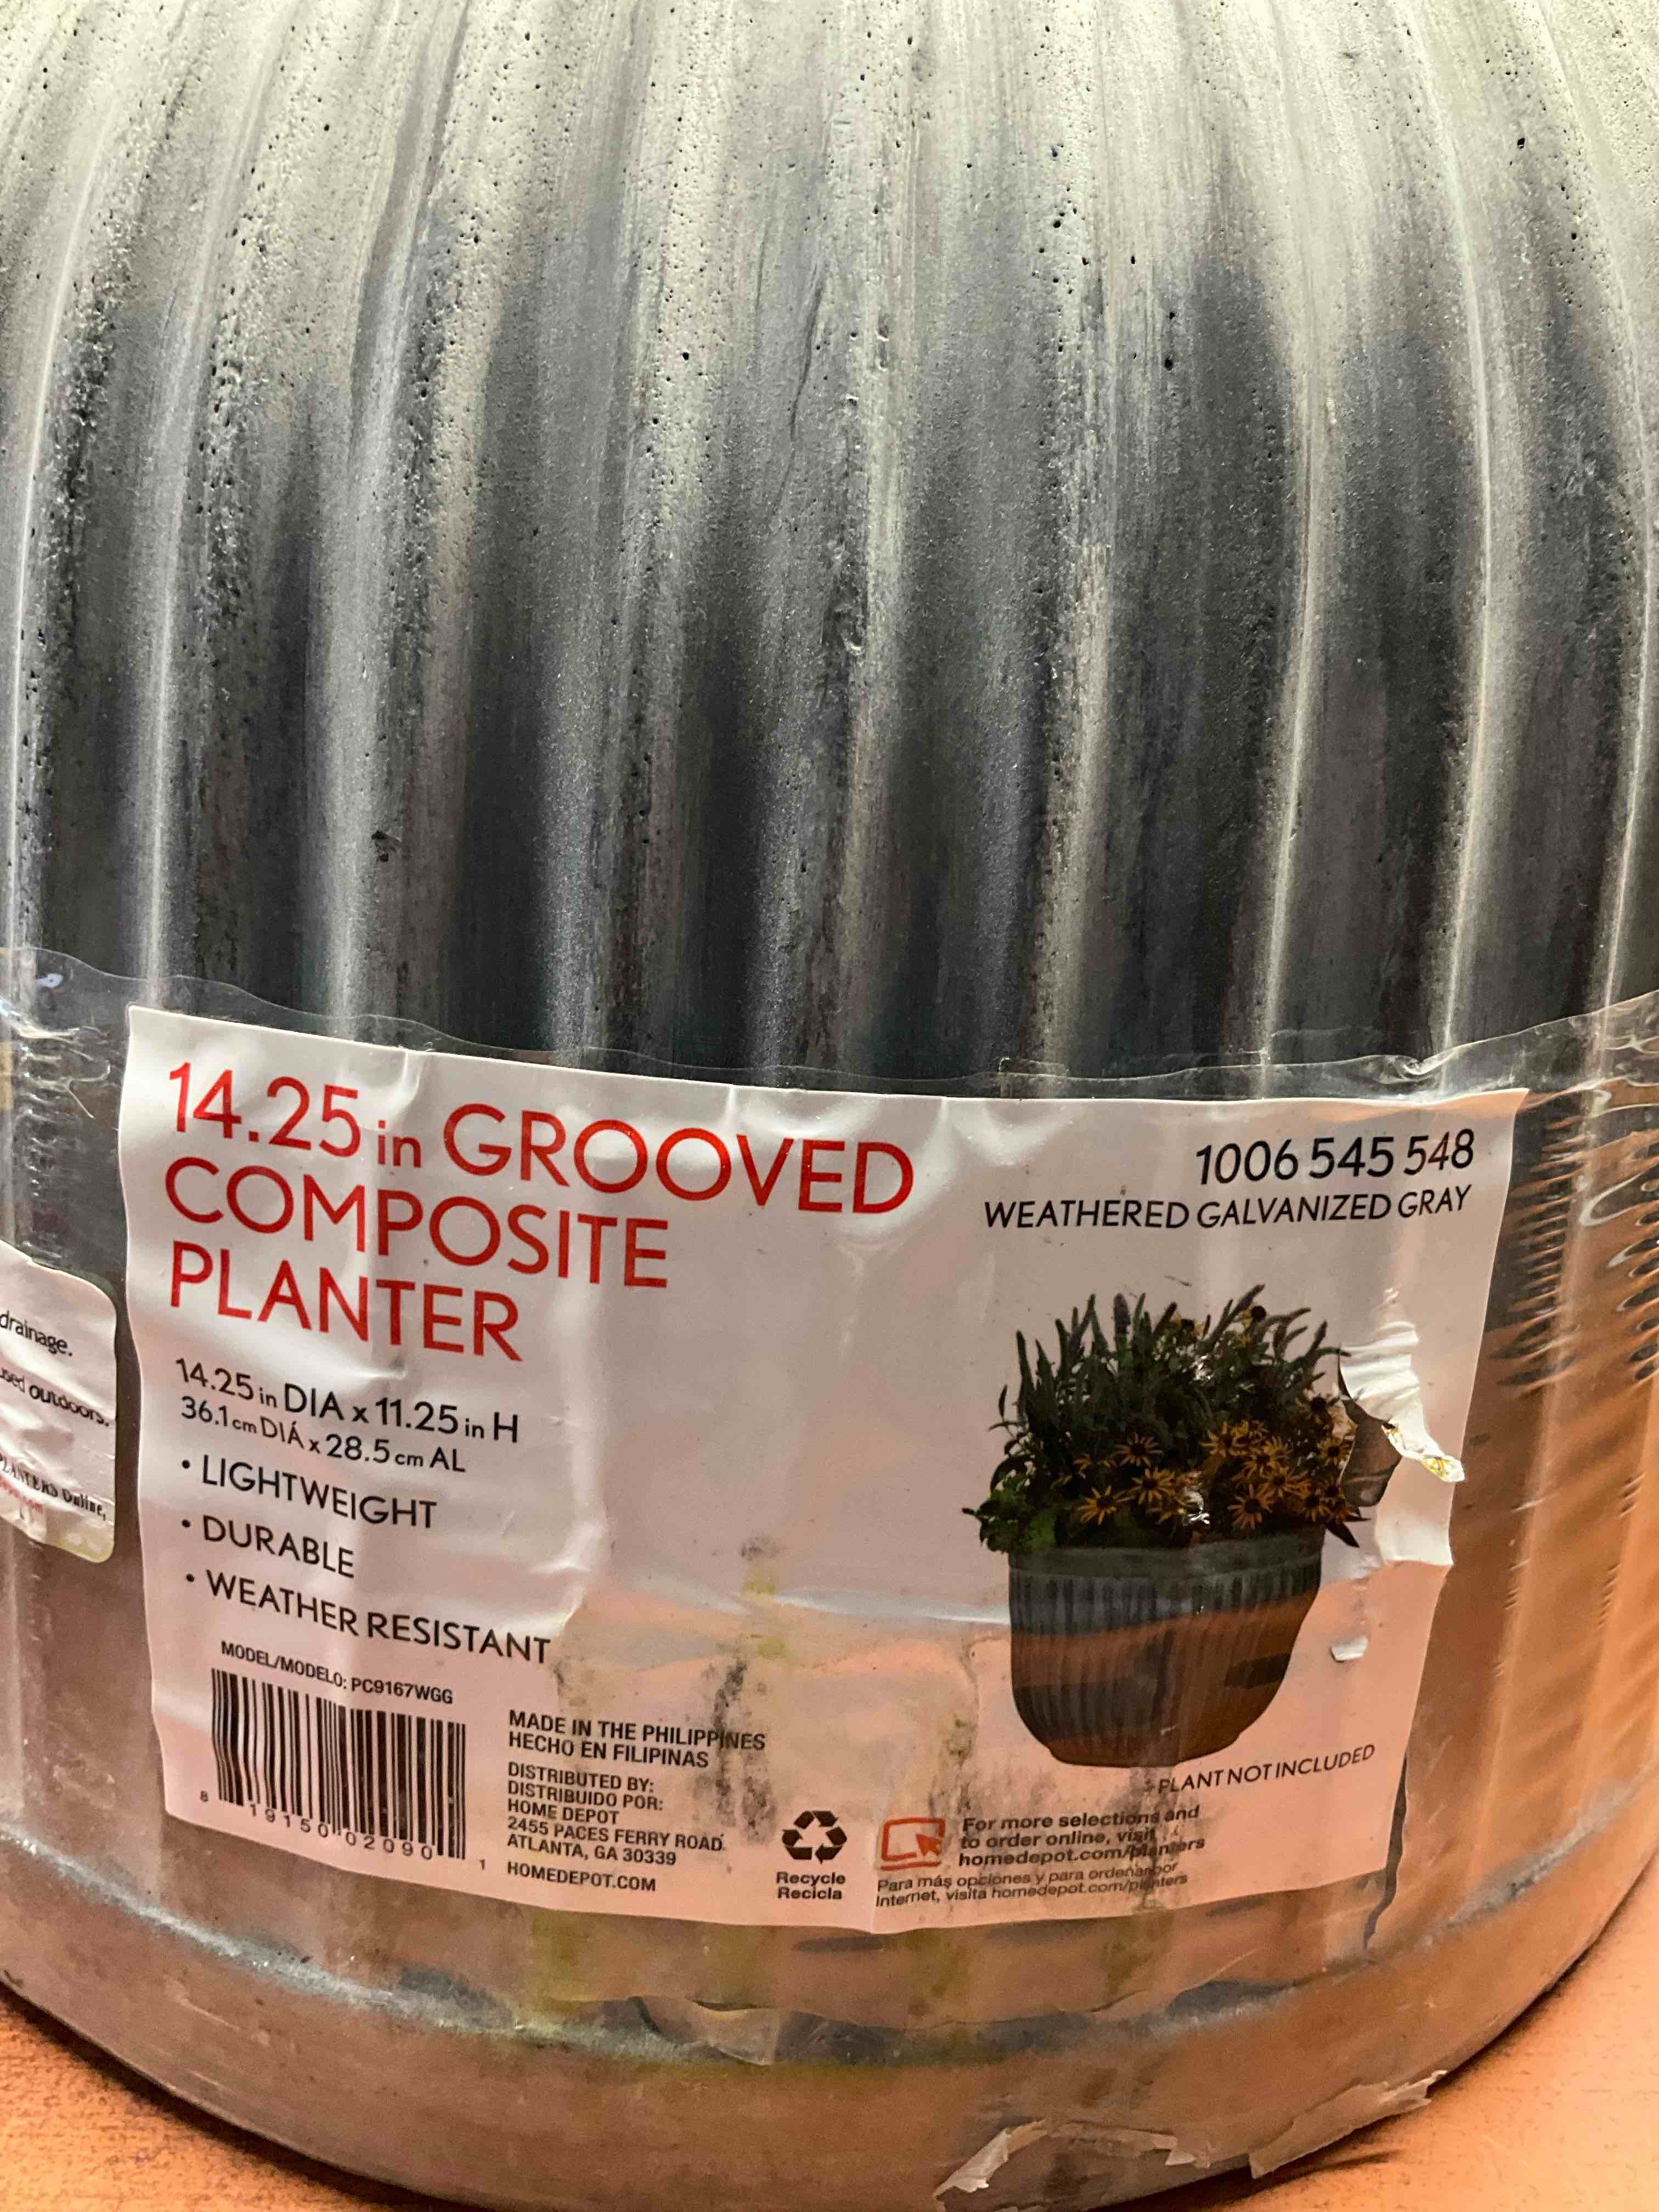 14.25 in GROOVED
COMPOSITE
PLANTER
1006 545 548
WEATHERED GALVANIZED GRAY
14.25 in DIA x 11.25 in H
36.1 cm DIÁ x 28.5 cm AL
• LIGHTWEIGHT
• DURABLE
• WEATHER RESISTANT
MODEL/MODELO: PC9167WGG
8 19150 02090 1
MADE IN THE PHILIPPINES
HECHO EN FILIPINAS
DISTRIBUTED BY:
DISTRIBUIDO POR:
HOME DEPOT
2455 PACES FERRY ROAD
ATLANTA, GA 30339
HOMEDEPOT.COM
Recycle
Recicla
PLANT NOT INCLUDED
For more selections and
to order online, visit
homedepot.com/planters
Para más opciones y para ordenar por
Internet, visita homedepot.com/planters
drainage.
outdoors.
Online,